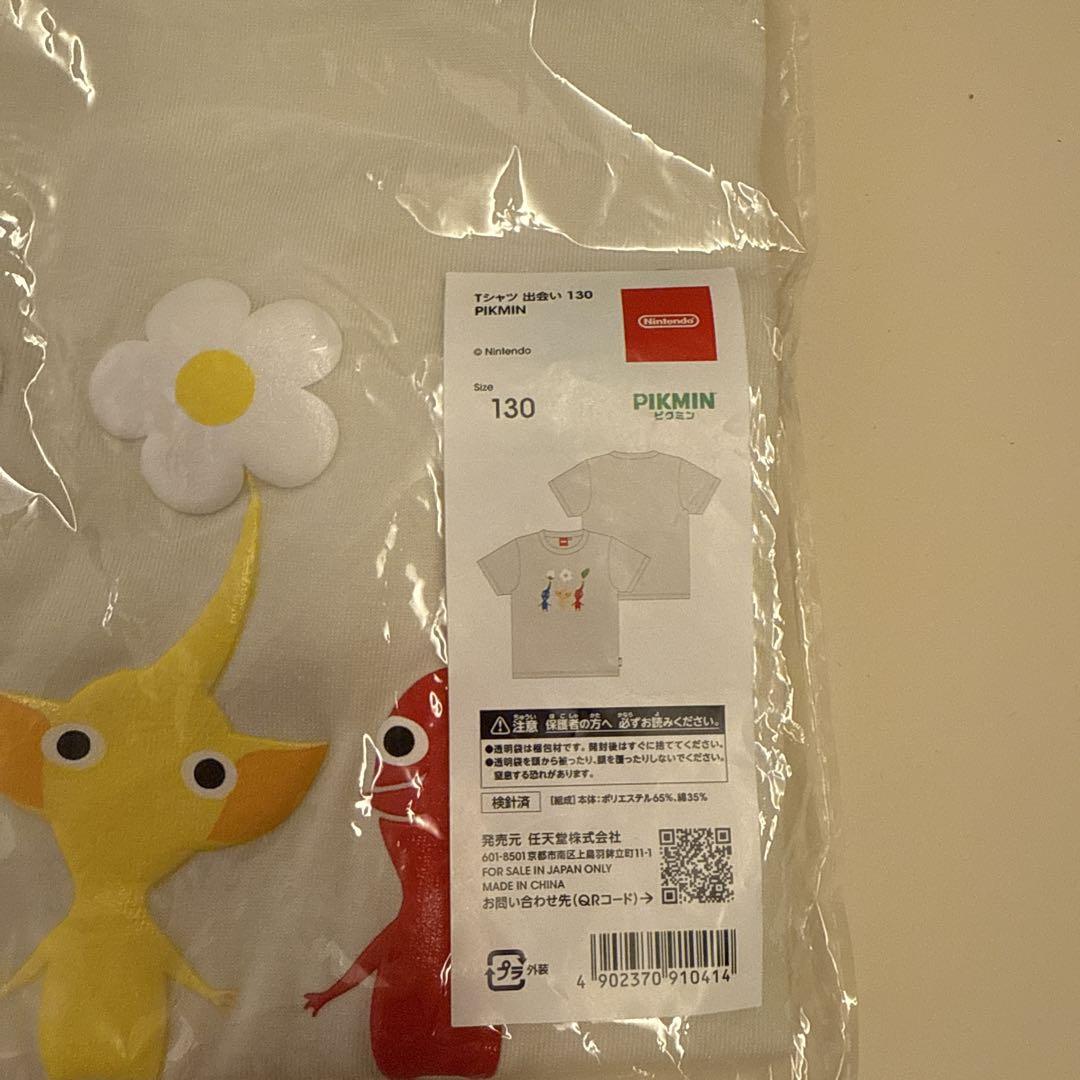 Tシャツ 出会い 130
PIKMIN
Nintendo
© Nintendo
Size
130
PIKMIN
ピクミン
注意 保護者の方へ 必ずお読みください。
●透明袋は梱包材です。開封後はすぐに捨ててください。
●透明袋を頭から被ったり、顔を覆ったりしないでください。
窒息する恐れがあります。
検針済 【組成】本体:ポリエステル65%、綿35%
発売元 任天堂株式会社
601-8501京都市南区上鳥羽鉾立町11-1
FOR SALE IN JAPAN ONLY
MADE IN CHINA
お問い合わせ先(QRコード)→
プラ 外装
4 902370 910414